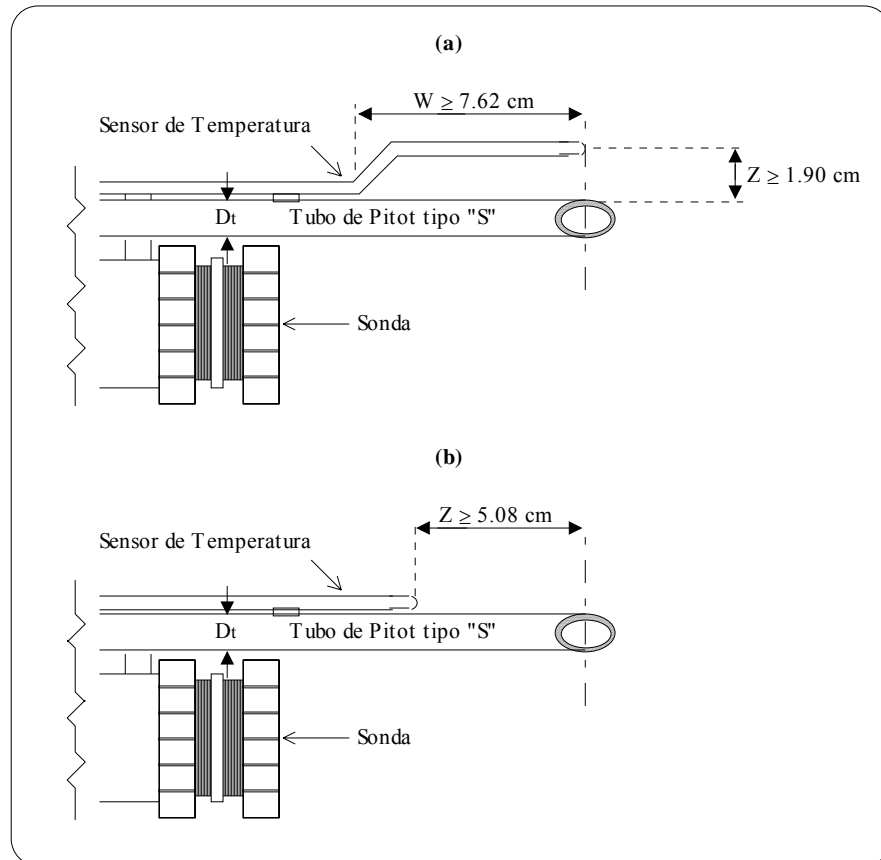 (a)
W ≥ 7.62 cm
Sensor de Temperatura
Z ≥ 1.90 cm
Dt
Tubo de Pitot tipo "S"
Sonda
(b)
Z ≥ 5.08 cm
Sensor de Temperatura
Dt
Tubo de Pitot tipo "S"
Sonda